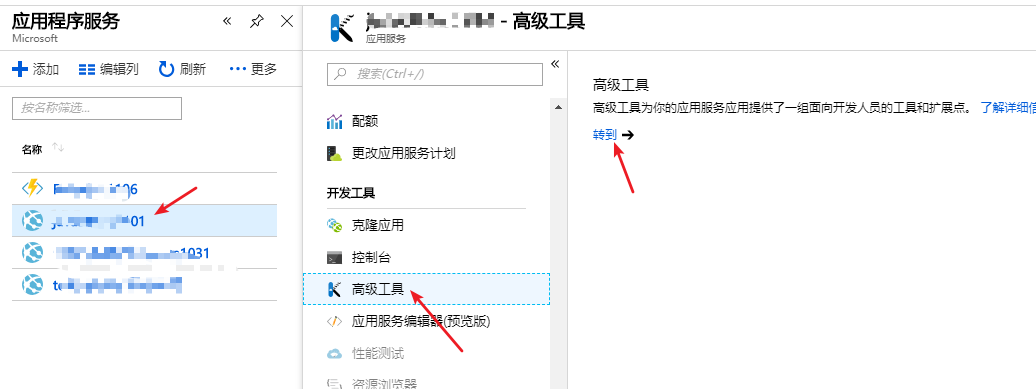 应用程序服务
Microsoft
添加
编辑列
刷新
更多
按名称筛选...
名称
106
01
1031
- 高级工具
应用服务
搜索(Ctrl+/)
配额
更改应用服务计划
开发工具
克隆应用
控制台
高级工具
应用服务编辑器(预览版)
性能测试
资源浏览器
高级工具
高级工具为你的应用服务应用提供了一组面向开发人员的工具和扩展点。 了解详细信
转到